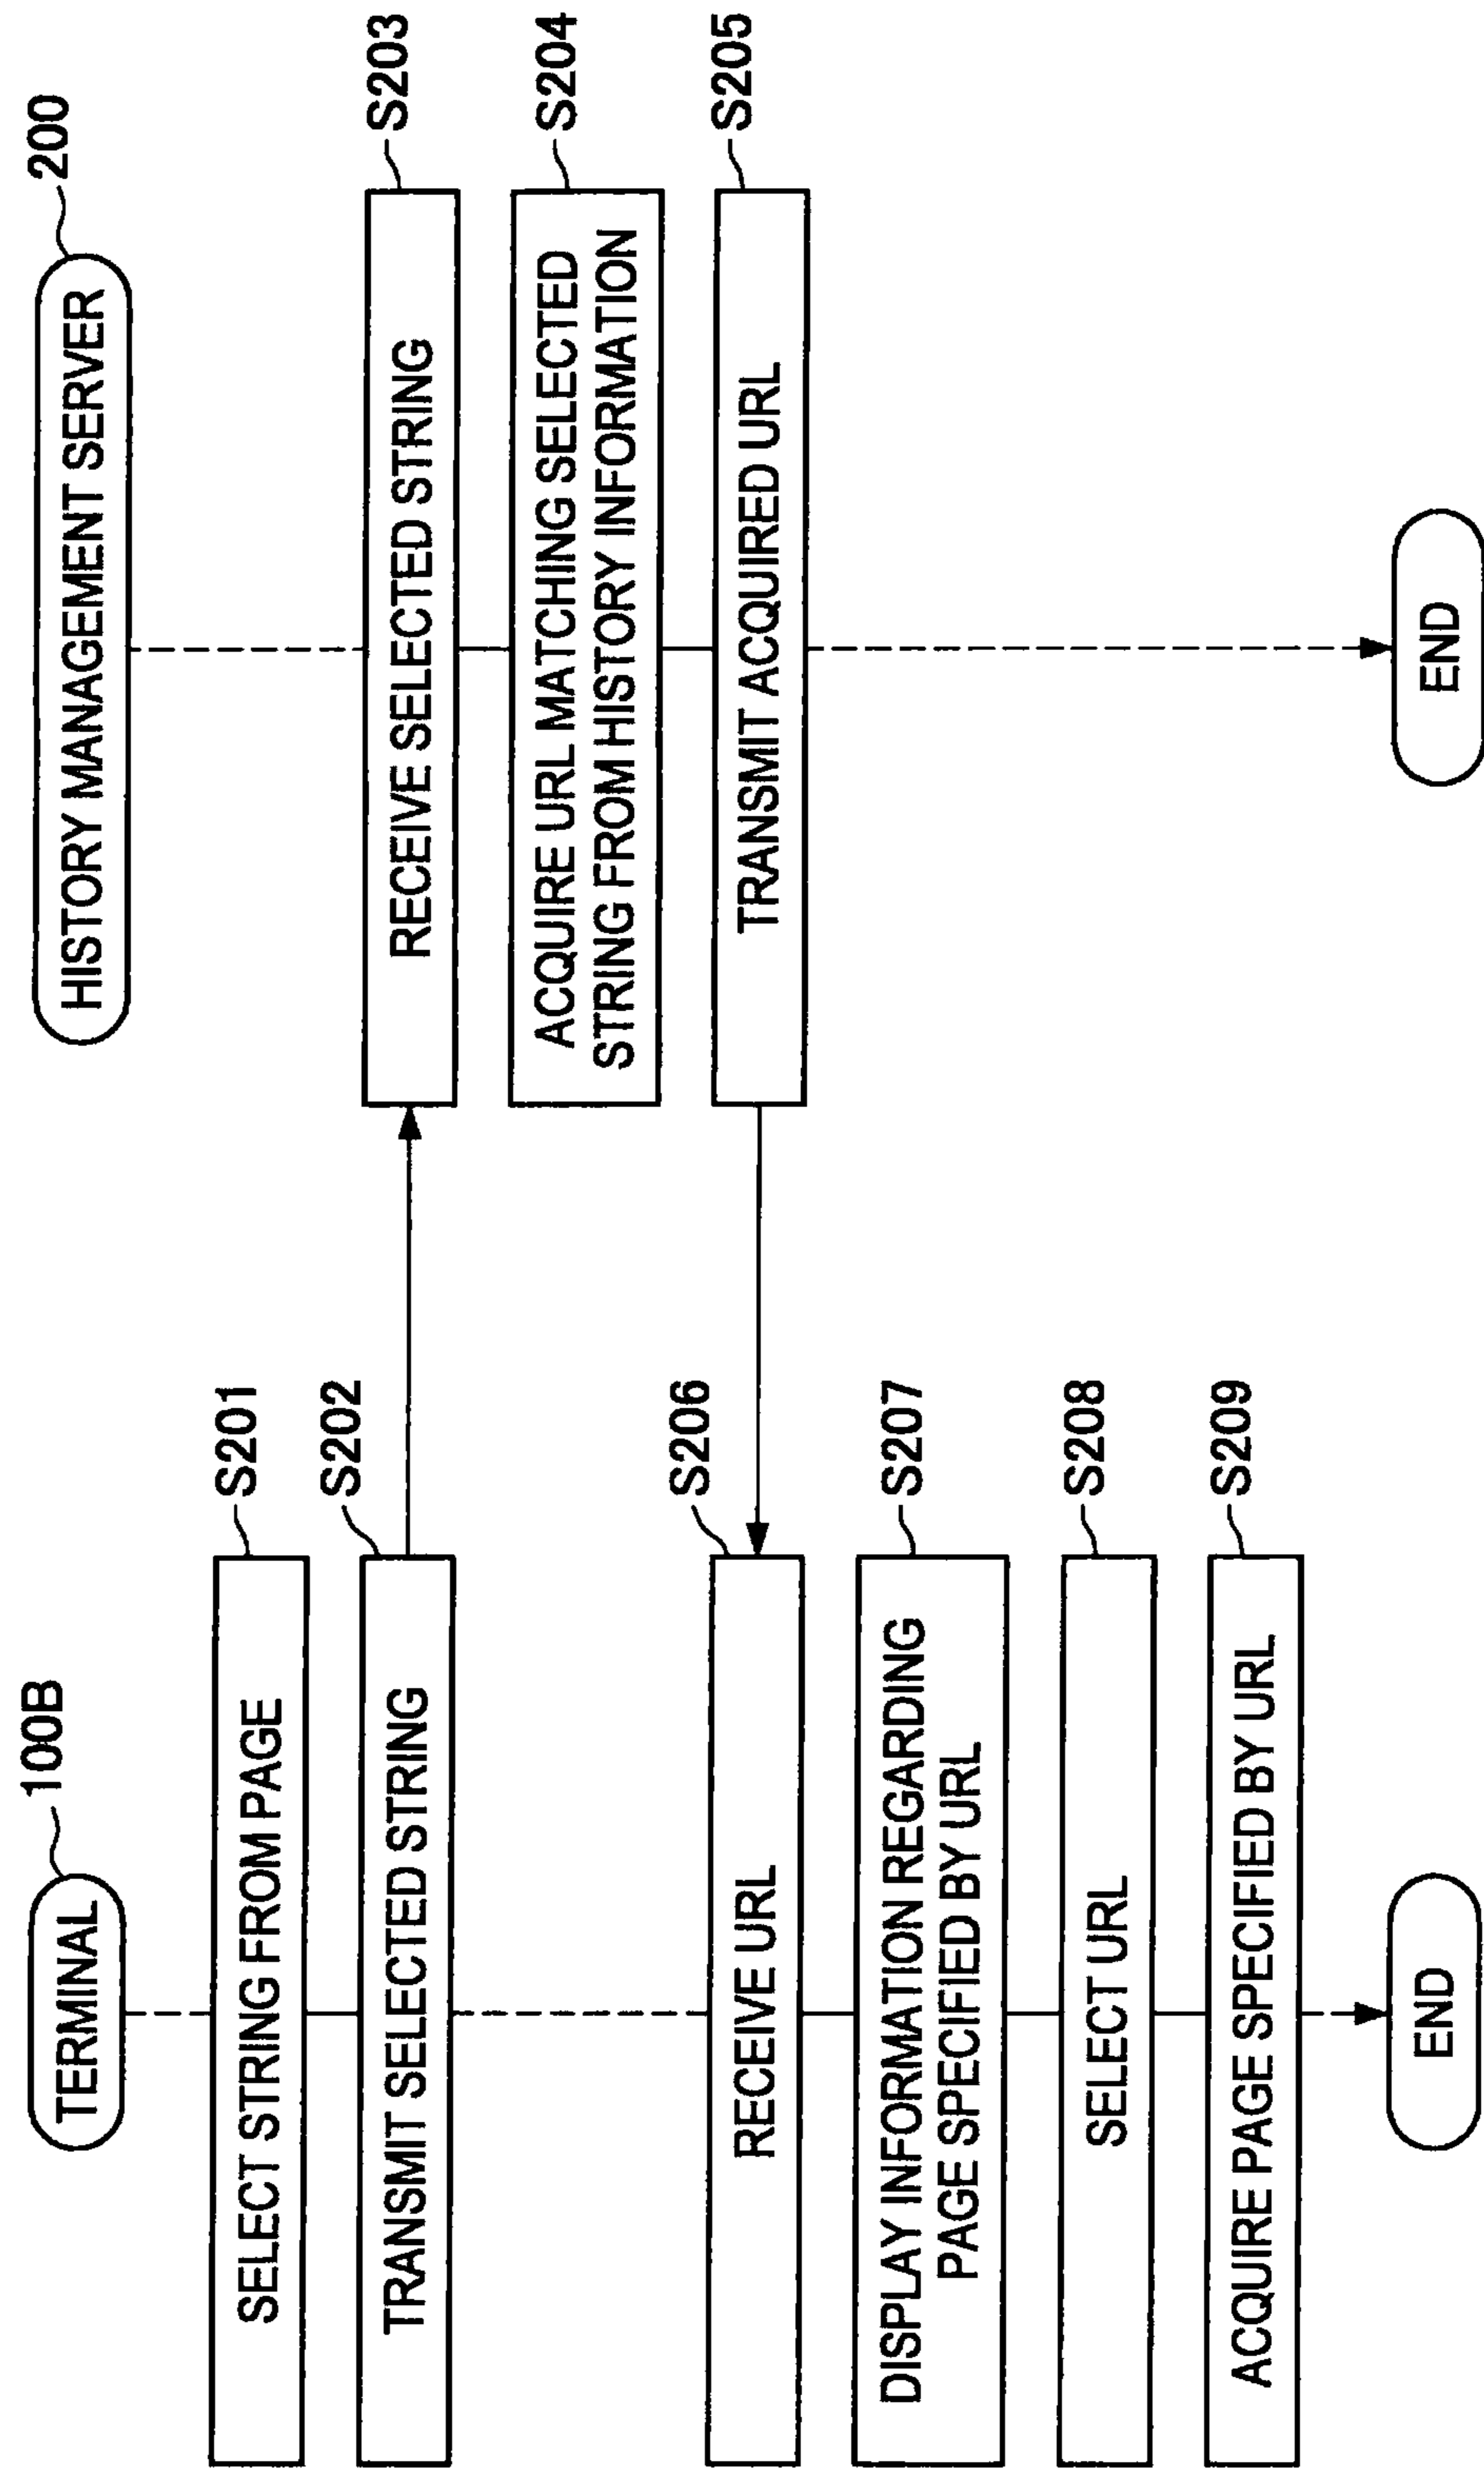 100B
TERMINAL
S201
SELECT STRING FROM PAGE
S202
TRANSMIT SELECTED STRING
S206
RECEIVE URL
S207
DISPLAY INFORMATION REGARDING
PAGE SPECIFIED BY URL
S208
SELECT URL
S209
ACQUIRE PAGE SPECIFIED BY URL
END
200
HISTORY MANAGEMENT SERVER
S203
RECEIVE SELECTED STRING
S204
ACQUIRE URL MATCHING SELECTED
STRING FROM HISTORY INFORMATION
S205
TRANSMIT ACQUIRED URL
END